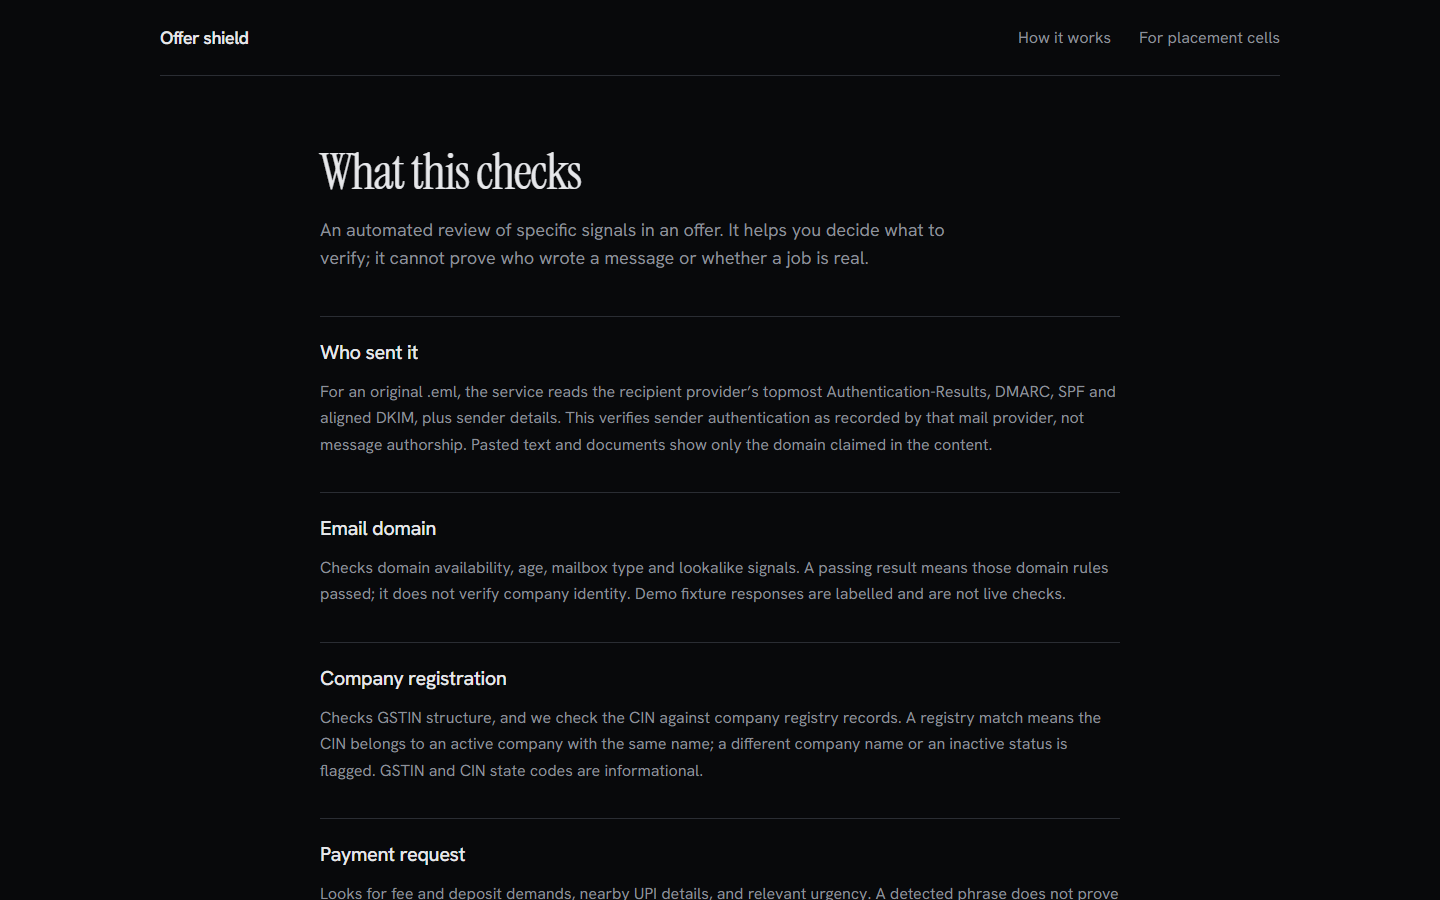 Offer shield
How it works
For placement cells
What this checks
An automated review of specific signals in an offer. It helps you decide what to
verify; it cannot prove who wrote a message or whether a job is real.
Who sent it
For an original .eml, the service reads the recipient provider’s topmost Authentication-Results, DMARC, SPF and
aligned DKIM, plus sender details. This verifies sender authentication as recorded by that mail provider, not
message authorship. Pasted text and documents show only the domain claimed in the content.
Email domain
Checks domain availability, age, mailbox type and lookalike signals. A passing result means those domain rules
passed; it does not verify company identity. Demo fixture responses are labelled and are not live checks.
Company registration
Checks GSTIN structure, and we check the CIN against company registry records. A registry match means the
CIN belongs to an active company with the same name; a different company name or an inactive status is
flagged. GSTIN and CIN state codes are informational.
Payment request
Looks for fee and deposit demands, nearby UPI details, and relevant urgency. A detected phrase does not prove